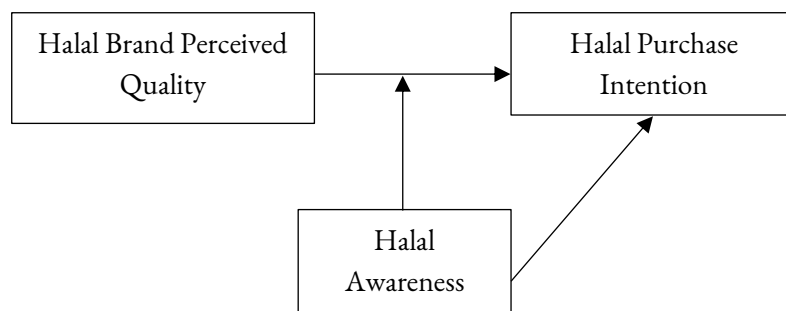 Halal Brand Perceived
Quality
Halal Purchase
Intention
Halal
Awareness